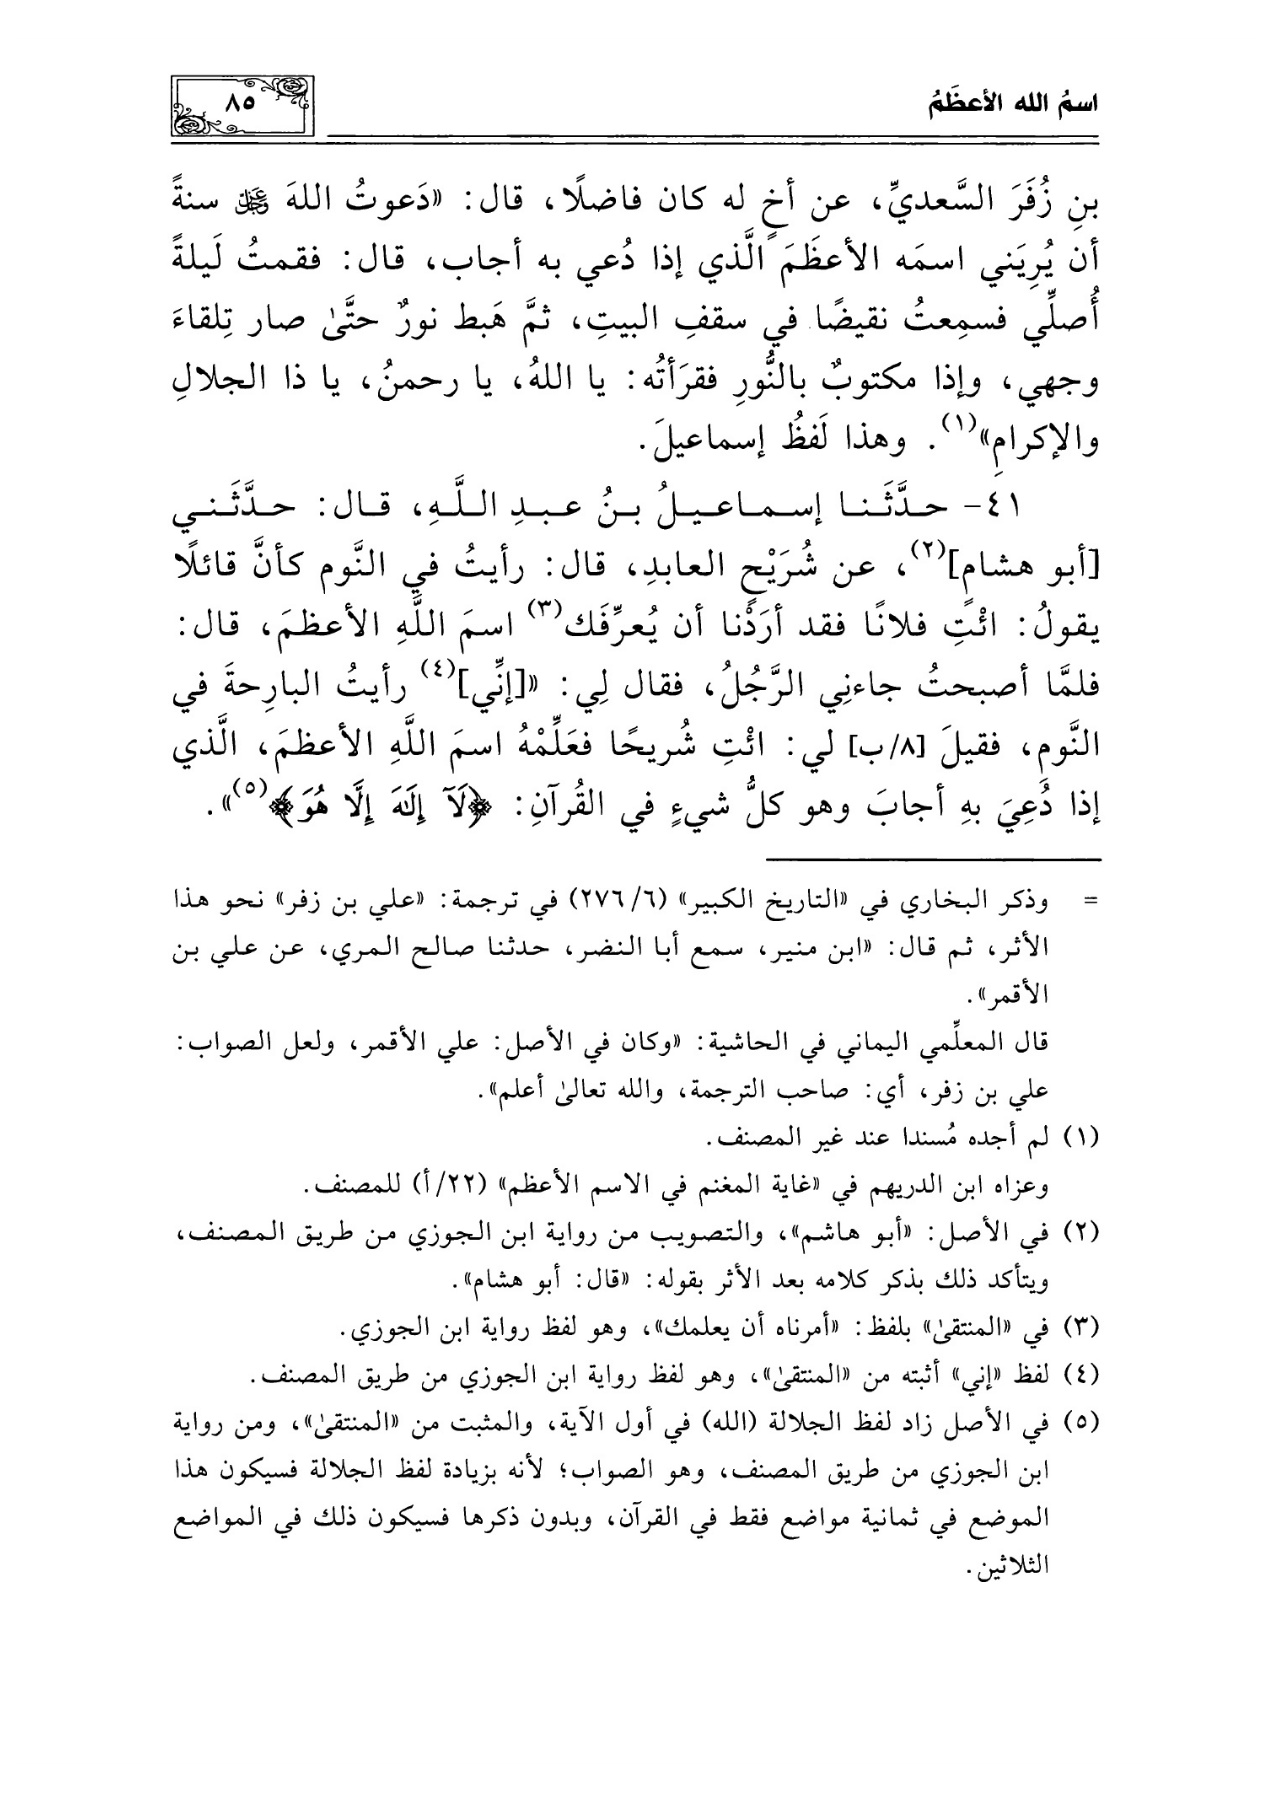 اسمُ الله الأعظَمُ
٨٥
بنِ زُفَرَ السَّعديِّ، عن أخٍ له كان فاضلًا، قال: «دَعوتُ اللهَ ﷿ سنةً
أن يُرِيَني اسمَه الأعظَمَ الَّذي إذا دُعي به أجاب، قال: فقمتُ لَيلةً
أُصلِّي فسمِعتُ نقيضًا في سقفِ البيتِ، ثمَّ هَبط نورٌ حتَّىٰ صار تِلقاءَ
وجهي، وإذا مكتوبٌ بالنُّورِ فقرَأتُه: يا اللهُ، يا رحمنُ، يا ذا الجلالِ
والإكرامِ»(١). وهذا لَفظُ إسماعيلَ.
٤١- حدَّثَنا إسماعيلُ بنُ عبدِ اللَّهِ، قال: حدَّثَني
[أبو هشامٍ](٢)، عن شُرَيْحٍ العابدِ، قال: رأيتُ في النَّوم كأنَّ قائلًا
يقولُ: ائْتِ فلانًا فقد أرَدْنا أن يُعرِّفَك(٣) اسمَ اللَّهِ الأعظمَ، قال:
فلمَّا أصبحتُ جاءنِي الرَّجُلُ، فقال لِي: «[إنِّي](٤) رأيتُ البارِحةَ في
النَّوم، فقيلَ [٨/ب] لي: ائْتِ شُريحًا فعَلِّمْهُ اسمَ اللَّهِ الأعظمَ، الَّذي
إذا دُعِيَ بهِ أجابَ وهو كلُّ شيءٍ في القُرآنِ: ﴿لَآ إِلَٰهَ إِلَّا هُوَ﴾(٥)».
= وذكر البخاري في «التاريخ الكبير» (٦/ ٢٧٦) في ترجمة: «علي بن زفر» نحو هذا
الأثر، ثم قال: «ابن منير، سمع أبا النضر، حدثنا صالح المري، عن علي بن
الأقمر».
قال المعلِّمي اليماني في الحاشية: «وكان في الأصل: علي الأقمر، ولعل الصواب:
علي بن زفر، أي: صاحب الترجمة، والله تعالىٰ أعلم».
(١) لم أجده مُسندا عند غير المصنف.
وعزاه ابن الدريهم في «غاية المغنم في الاسم الأعظم» (٢٢/أ) للمصنف.
(٢) في الأصل: «أبو هاشم»، والتصويب من رواية ابن الجوزي من طريق المصنف،
ويتأكد ذلك بذكر كلامه بعد الأثر بقوله: «قال: أبو هشام».
(٣) في «المنتقىٰ» بلفظ: «أمرناه أن يعلمك»، وهو لفظ رواية ابن الجوزي.
(٤) لفظ «إني» أثبته من «المنتقىٰ»، وهو لفظ رواية ابن الجوزي من طريق المصنف.
(٥) في الأصل زاد لفظ الجلالة (الله) في أول الآية، والمثبت من «المنتقىٰ»، ومن رواية
ابن الجوزي من طريق المصنف، وهو الصواب؛ لأنه بزيادة لفظ الجلالة فسيكون هذا
الموضع في ثمانية مواضع فقط في القرآن، وبدون ذكرها فسيكون ذلك في المواضع
الثلاثين.